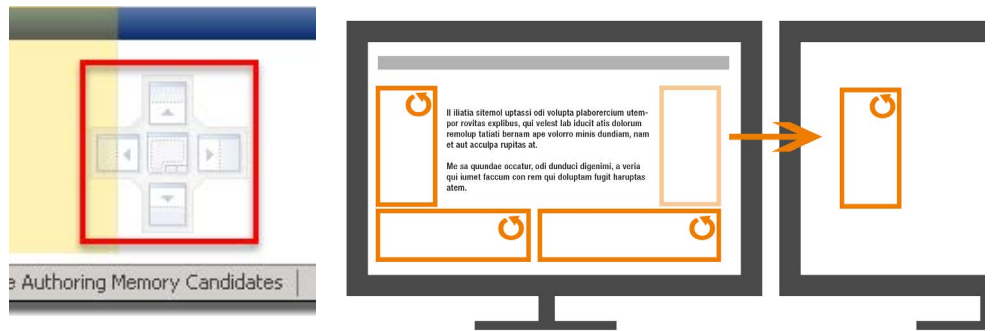 e Authoring Memory Candidates
Il iliatia sitemol uptassi odi volupta plaborercium utem-
por rovitas explibus, qui velest lab iducit atis dolorum
remolup tatiati bernam ape volorro minis dundiam, nam
et aut acculpa rupitas at.
Me sa quundae occatur, odi dunduci digenimi, a veria
qui iumet faccum con rem qui doluptam fugit haruptas
atem.